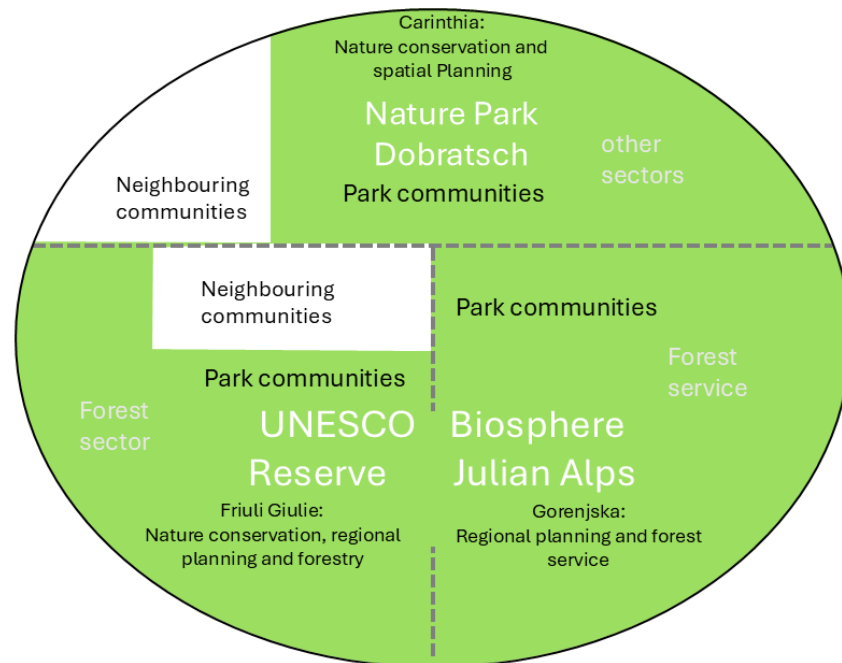 Carinthia:
Nature conservation and
spatial Planning
Nature Park
Dobratsch
other
sectors
Park communities
Neighbouring
communities
Neighbouring
communities
Park communities
Park communities
Forest
service
Forest
sector
UNESCO Biosphere
Reserve Julian Alps
Friuli Giulie:
Nature conservation, regional
planning and forestry
Gorenjska:
Regional planning and forest
service